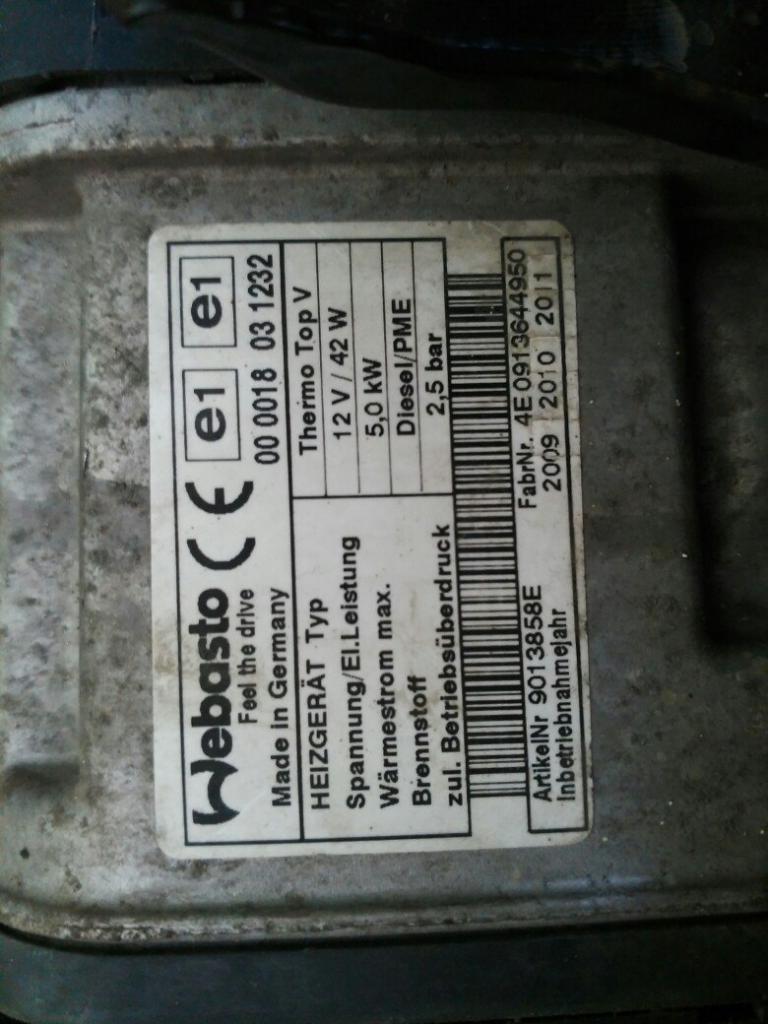 Webasto CE e1 e1
Feel the drive
Made in Germany 00 0018 03 1232
HEIZGERÄT Typ Thermo Top V
Spannung/El.Leistung 12 V / 42 W
Wärmestrom max. 5,0 kW
Brennstoff Diesel/PME
zul. Betriebsüberdruck 2,5 bar
ArtikelNr 9013858E FabrNr. 4E0913644950
Inbetriebnahmejahr 2009 2010 2011